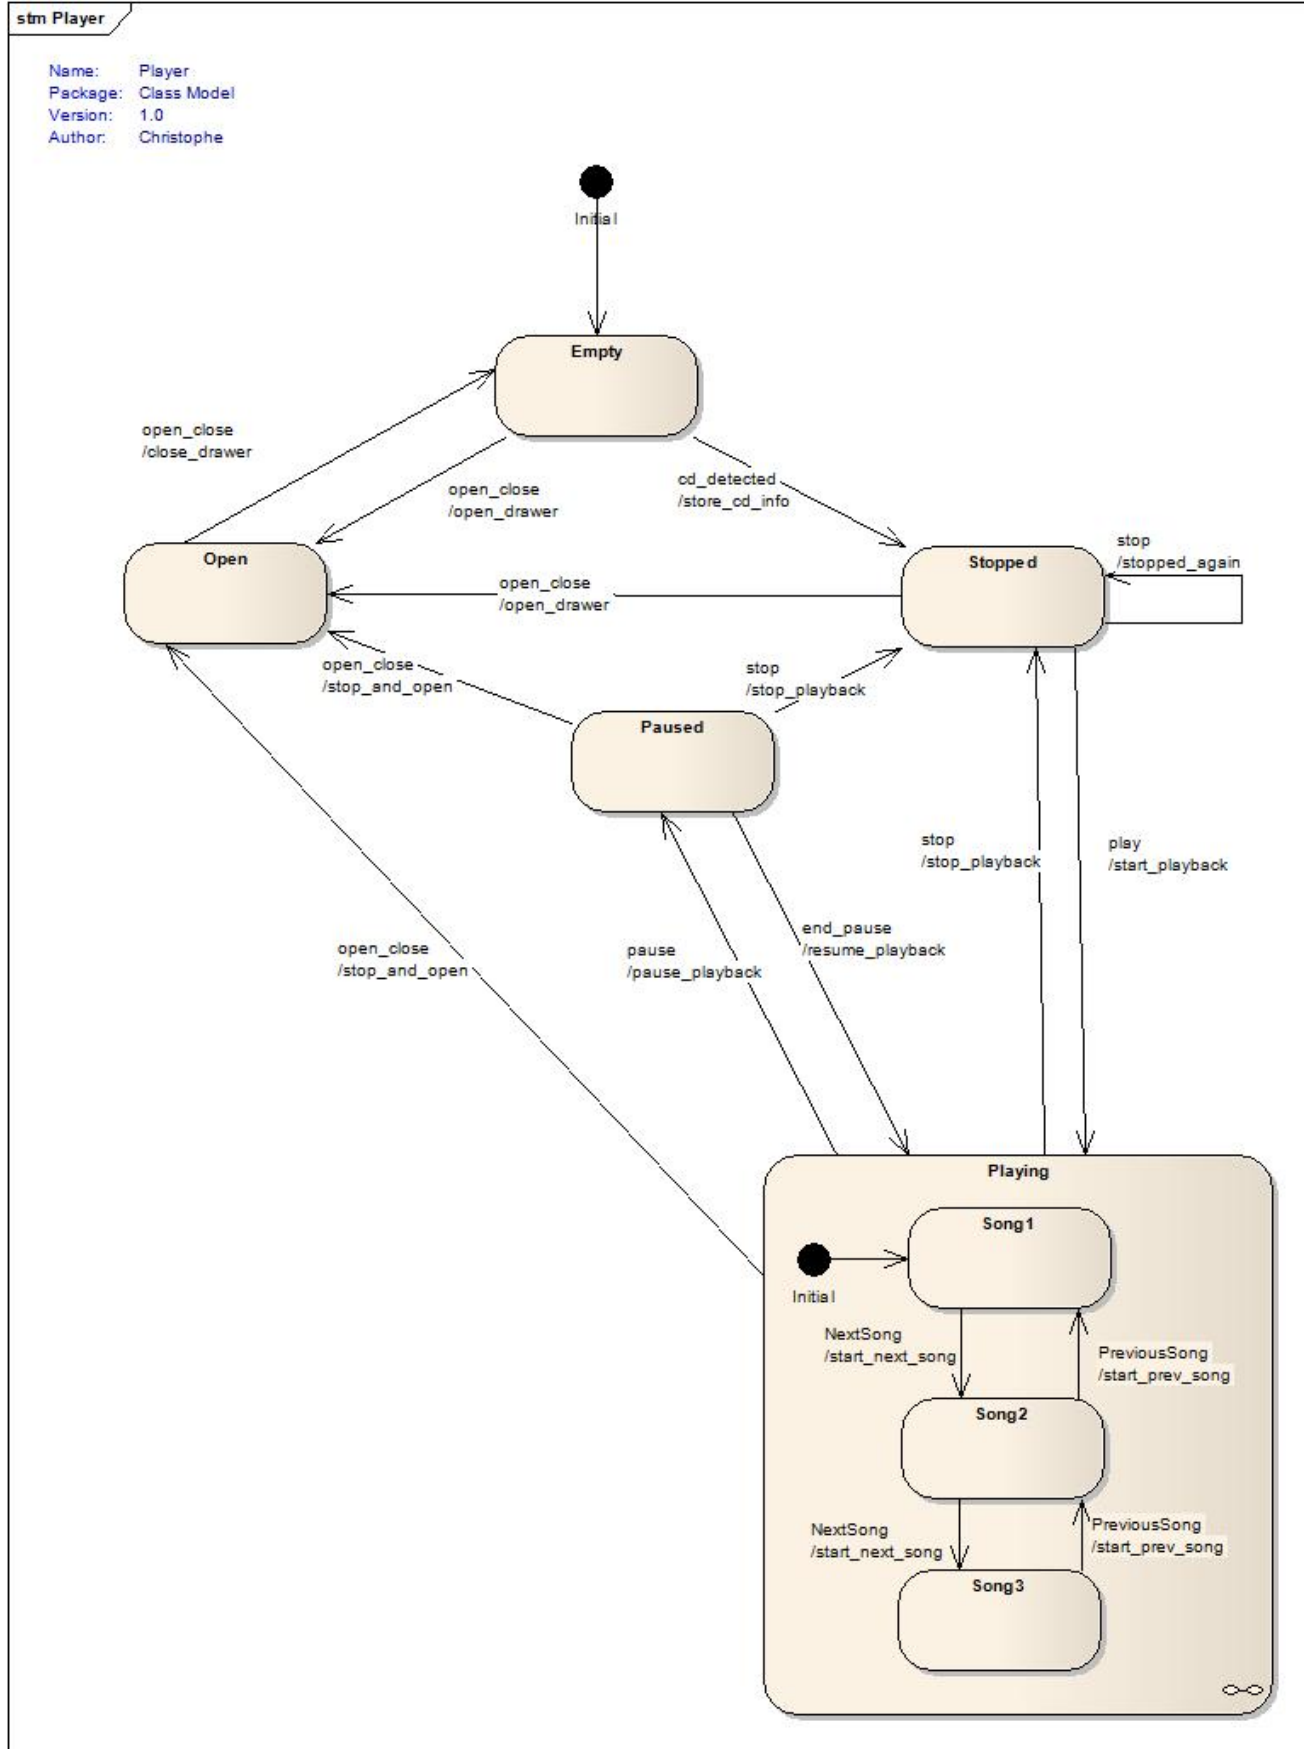 stm Player
Name: Player
Package: Class Model
Version: 1.0
Author: Christophe
Initial
Empty
open_close
/close_drawer
open_close
/open_drawer
cd_detected
/store_cd_info
Open
Stopped
stop
/stopped_again
open_close
/open_drawer
open_close
/stop_and_open
stop
/stop_playback
Paused
stop
/stop_playback
play
/start_playback
open_close
/stop_and_open
pause
/pause_playback
end_pause
/resume_playback
Playing
Song1
Initial
NextSong
/start_next_song
PreviousSong
/start_prev_song
Song2
NextSong
/start_next_song
PreviousSong
/start_prev_song
Song3